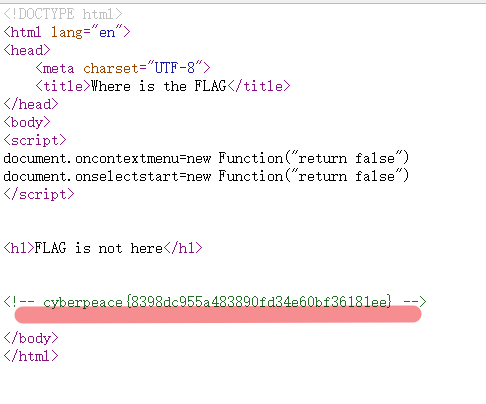 <!DOCTYPE html>
<html lang="en">
<head>
    <meta charset="UTF-8">
    <title>Where is the FLAG</title>
</head>
<body>
<script>
document.oncontextmenu=new Function("return false")
document.onselectstart=new Function("return false")
</script>
<h1>FLAG is not here</h1>
<!-- cyberpeace{8398dc955a483890fd34e60bf36181ee} -->
</body>
</html>